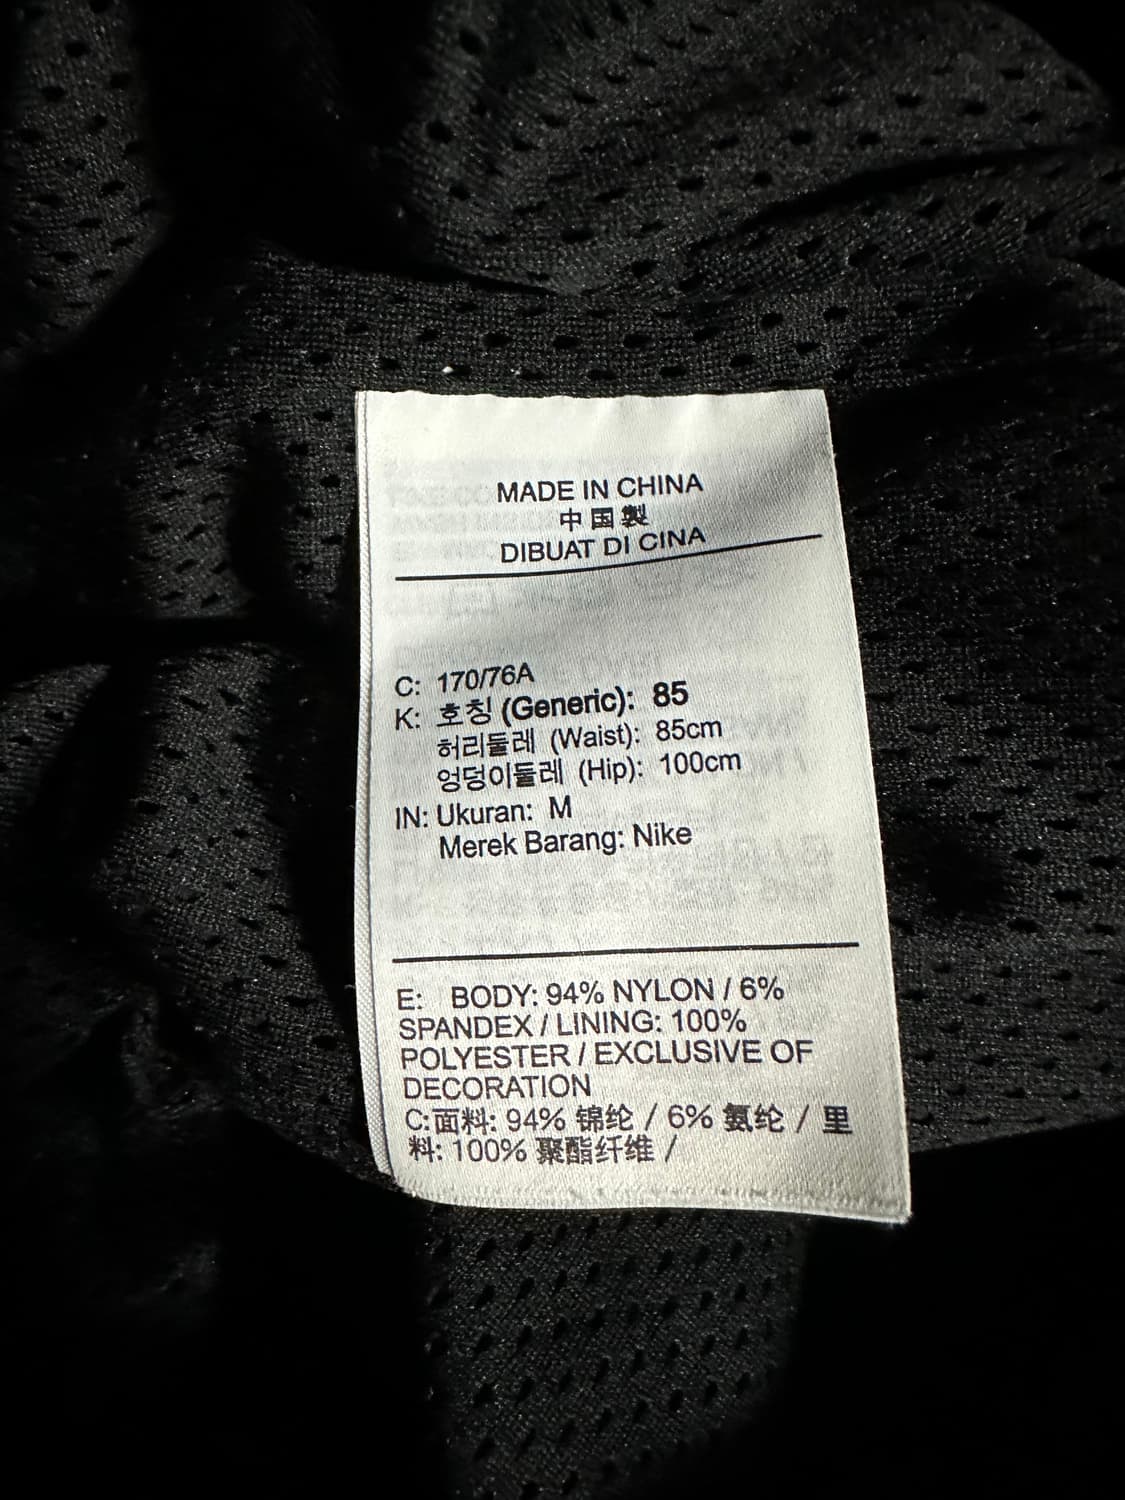 MADE IN CHINA
中国製
DIBUAT DI CINA
C: 170/76A
K: 호칭 (Generic): 85
허리둘레 (Waist): 85cm
엉덩이둘레 (Hip): 100cm
IN: Ukuran: M
Merek Barang: Nike
E: BODY: 94% NYLON / 6%
SPANDEX / LINING: 100%
POLYESTER / EXCLUSIVE OF
DECORATION
C:面料: 94% 锦纶 / 6% 氨纶 / 里
料: 100% 聚酯纤维 /